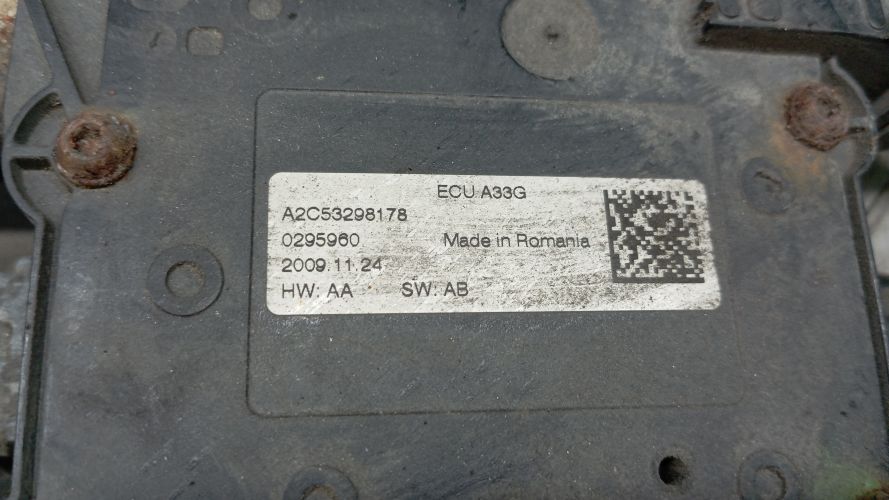 ECU A33G
A2C53298178
0295960 Made in Romania
2009.11.24
HW: AA SW: AB